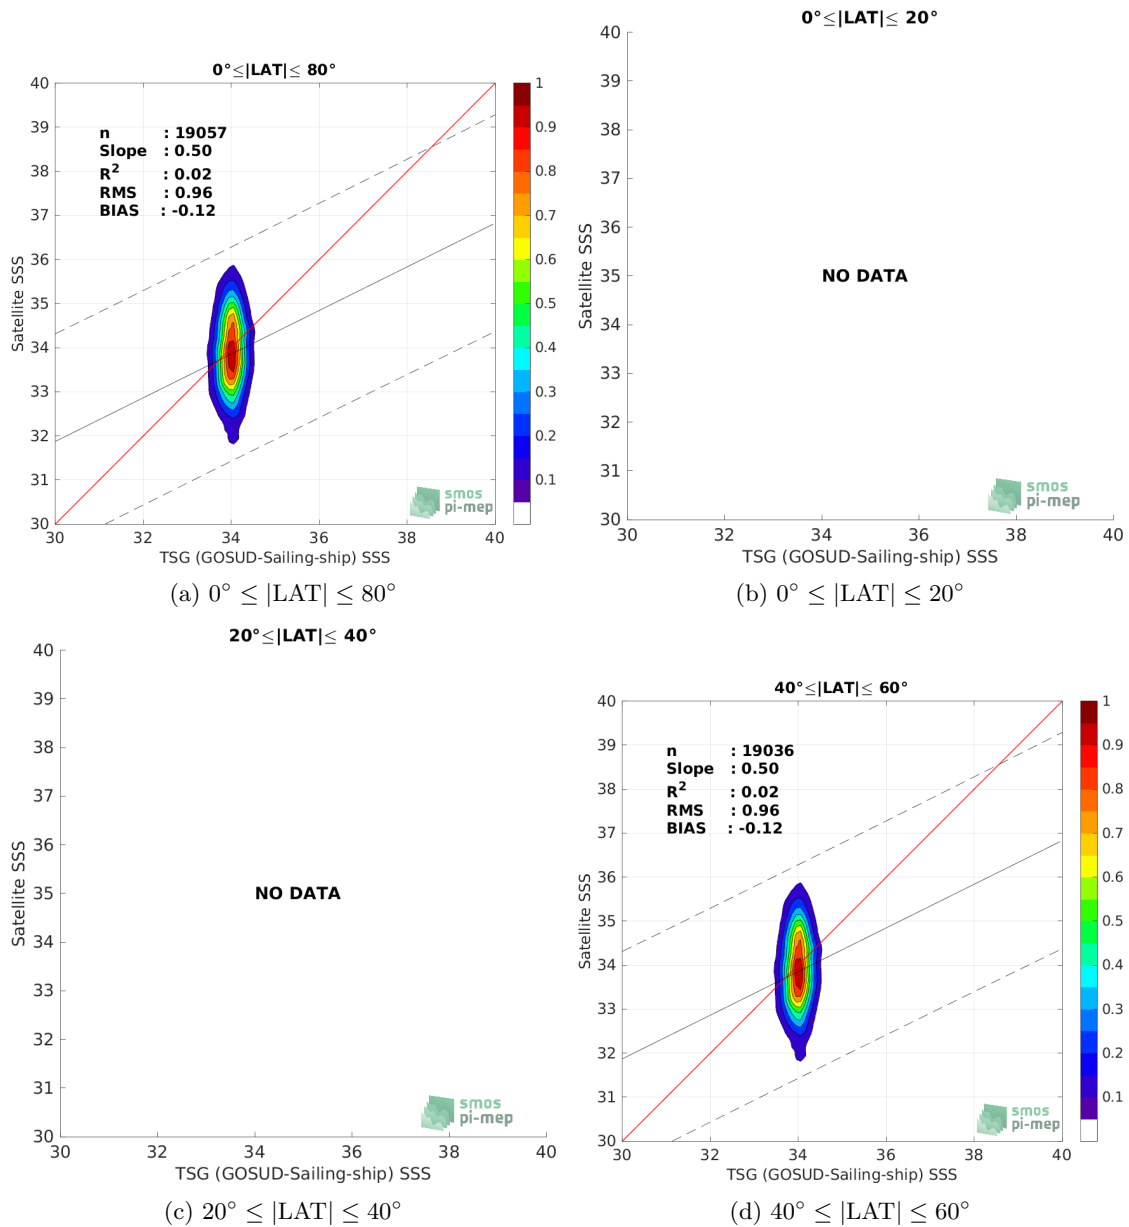 0°≤|LAT|≤ 80°
n : 19057
Slope : 0.50
R² : 0.02
RMS : 0.96
BIAS : -0.12
40
39
38
37
36
35
34
33
32
31
30
Satellite SSS
30 32 34 36 38 40
TSG (GOSUD-Sailing-ship) SSS
1
0.9
0.8
0.7
0.6
0.5
0.4
0.3
0.2
0.1
smos
pi-mep
(a) 0° ≤ |LAT| ≤ 80°
0°≤|LAT|≤ 20°
40
39
38
37
36
35
34
33
32
31
30
Satellite SSS
NO DATA
smos
pi-mep
30 32 34 36 38 40
TSG (GOSUD-Sailing-ship) SSS
(b) 0° ≤ |LAT| ≤ 20°
20°≤|LAT|≤ 40°
40
39
38
37
36
35
34
33
32
31
30
Satellite SSS
NO DATA
smos
pi-mep
30 32 34 36 38 40
TSG (GOSUD-Sailing-ship) SSS
(c) 20° ≤ |LAT| ≤ 40°
40°≤|LAT|≤ 60°
n : 19036
Slope : 0.50
R² : 0.02
RMS : 0.96
BIAS : -0.12
40
39
38
37
36
35
34
33
32
31
30
Satellite SSS
30 32 34 36 38 40
TSG (GOSUD-Sailing-ship) SSS
1
0.9
0.8
0.7
0.6
0.5
0.4
0.3
0.2
0.1
smos
pi-mep
(d) 40° ≤ |LAT| ≤ 60°